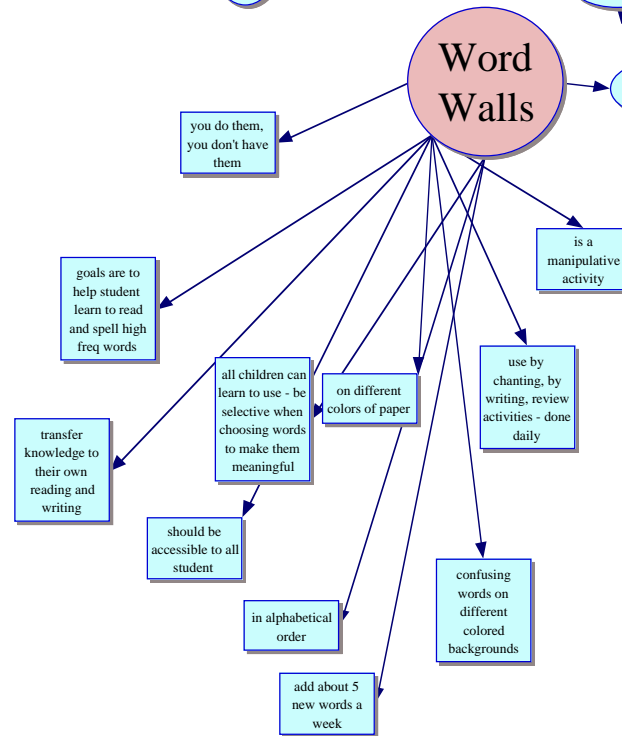 Word
Walls
you do them,
you don't have
them
is a
manipulative
activity
goals are to
help student
learn to read
and spell high
freq words
all children can
learn to use - be
selective when
choosing words
to make them
meaningful
on different
colors of paper
use by
chanting, by
writing, review
activities - done
daily
transfer
knowledge to
their own
reading and
writing
should be
accessible to all
student
confusing
words on
different
colored
backgrounds
in alphabetical
order
add about 5
new words a
week